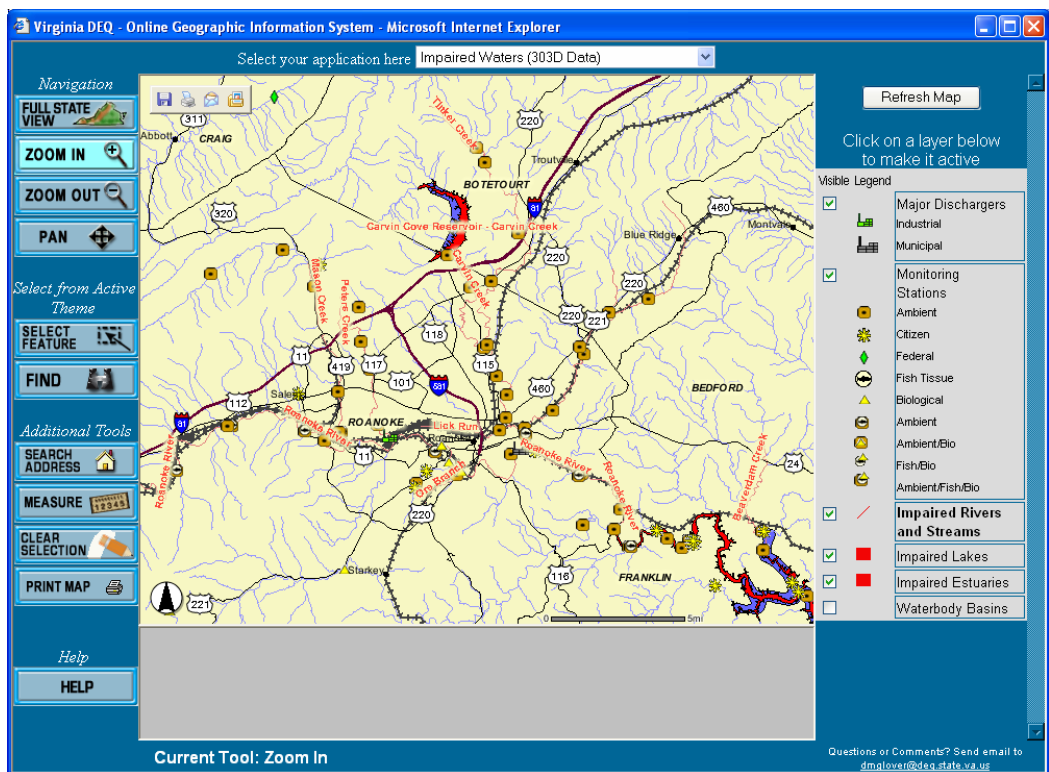 Virginia DEQ - Online Geographic Information System - Microsoft Internet Explorer
Select your application here Impaired Waters (303D Data)
Navigation
FULL STATE
VIEW
ZOOM IN
ZOOM OUT
PAN
Select from Active
Theme
SELECT
FEATURE
FIND
Additional Tools
SEARCH
ADDRESS
MEASURE 12345
CLEAR
SELECTION
PRINT MAP
Help
HELP
311
Abbott
CRAIG
Tinker Creek
220
Troutville
BOTETOURT
81
320
460
Carvin Cove Reservoir - Carvin Creek
Montvale
Blue Ridge
220
Mason Creek
Peters Creek
Carvin Creek
220
220
221
118
11
419
117
115
101
581
460
BEDFORD
Salem
112
81
ROANOKE
Lick Run
Roanoke River
Roanoke
11
Roanoke River
Roanoke River
Ore Branch
Roanoke River
Beaverdam Creek
24
220
Starkey
116
FRANKLIN
221
0 5mi
Refresh Map
Click on a layer below
to make it active
Visible Legend
Major Dischargers
Industrial
Municipal
Monitoring
Stations
Ambient
Citizen
Federal
Fish Tissue
Biological
Ambient
Ambient/Bio
Fish/Bio
Ambient/Fish/Bio
Impaired Rivers
and Streams
Impaired Lakes
Impaired Estuaries
Waterbody Basins
Current Tool: Zoom In
Questions or Comments? Send email to
dmglover@deq.state.va.us